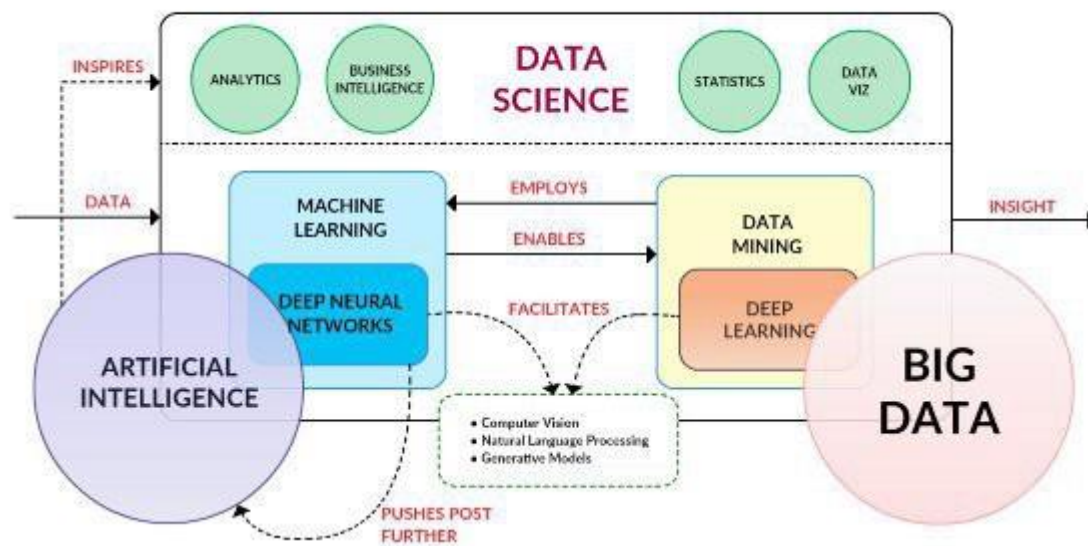 INSPIRES
ANALYTICS
BUSINESS
INTELLIGENCE
DATA
SCIENCE
STATISTICS
DATA
VIZ
DATA
MACHINE
LEARNING
EMPLOYS
ENABLES
DATA
MINING
INSIGHT
DEEP NEURAL
NETWORKS
FACILITATES
DEEP
LEARNING
ARTIFICIAL
INTELLIGENCE
BIG
DATA
• Computer Vision
• Natural Language Processing
• Generative Models
PUSHES POST
FURTHER